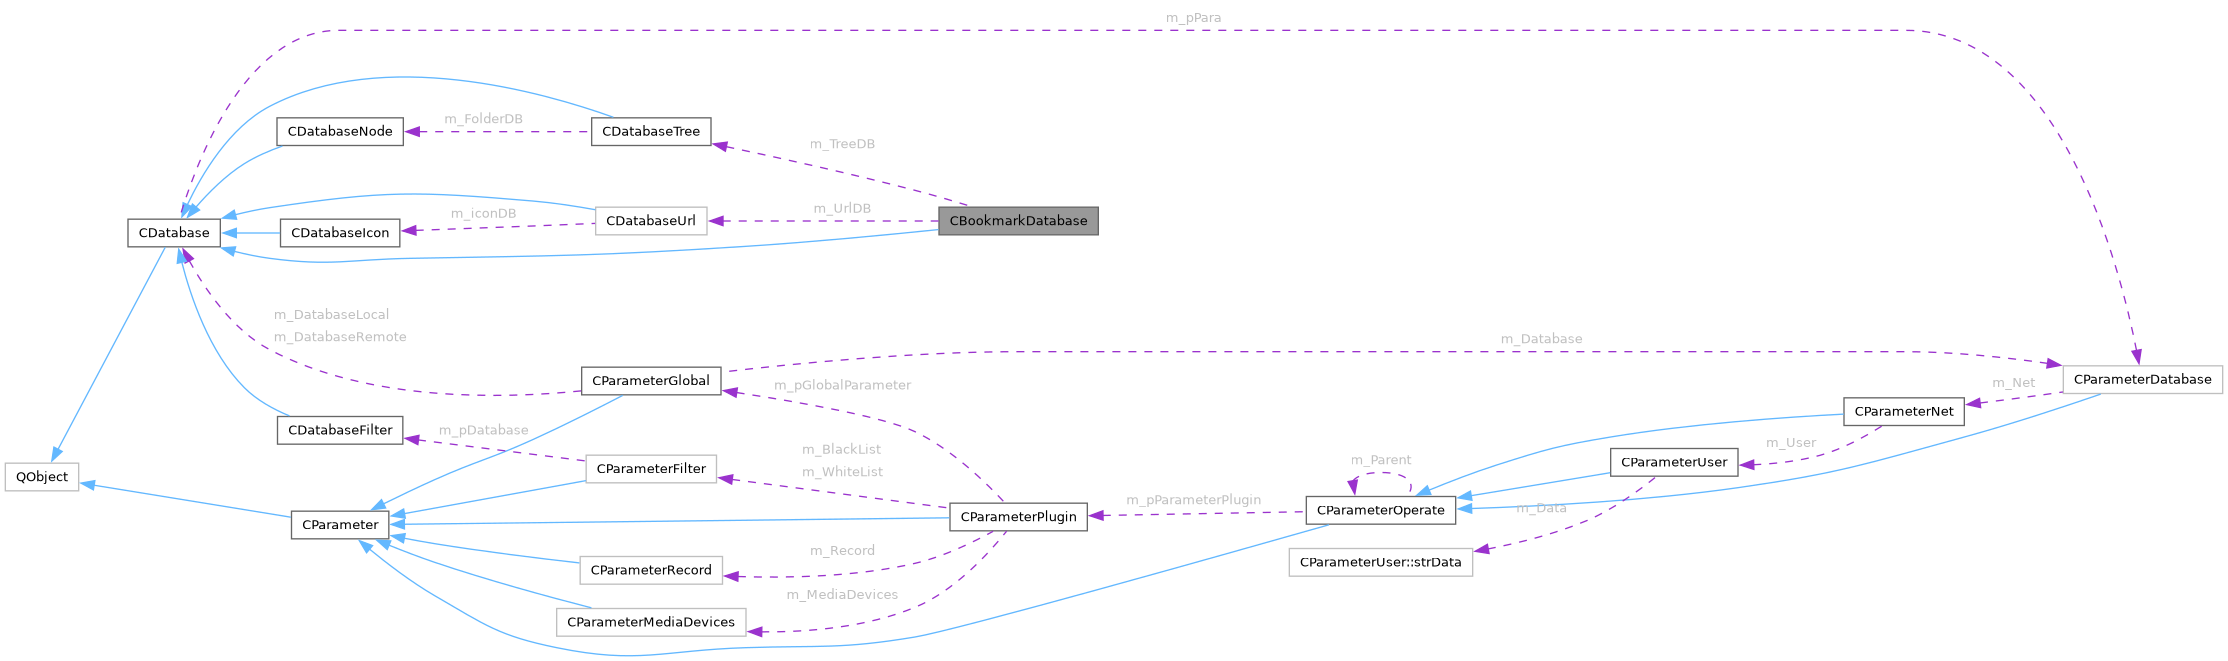 m_pPara
m_FolderDB
CDatabaseNode
CDatabaseTree
m_TreeDB
m_iconDB
m_UrlDB
CDatabaseUrl
CBookmarkDatabase
CDatabase
CDatabaseIcon
m_DatabaseLocal
m_DatabaseRemote
m_Database
CParameterGlobal
m_pGlobalParameter
CParameterDatabase
m_Net
CParameterNet
CDatabaseFilter
m_pDatabase
m_User
m_BlackList
m_WhiteList
m_Parent
CParameterUser
CParameterFilter
QObject
m_pParameterPlugin
CParameterOperate
m_Data
CParameterPlugin
CParameter
m_Record
CParameterUser::strData
CParameterRecord
m_MediaDevices
CParameterMediaDevices